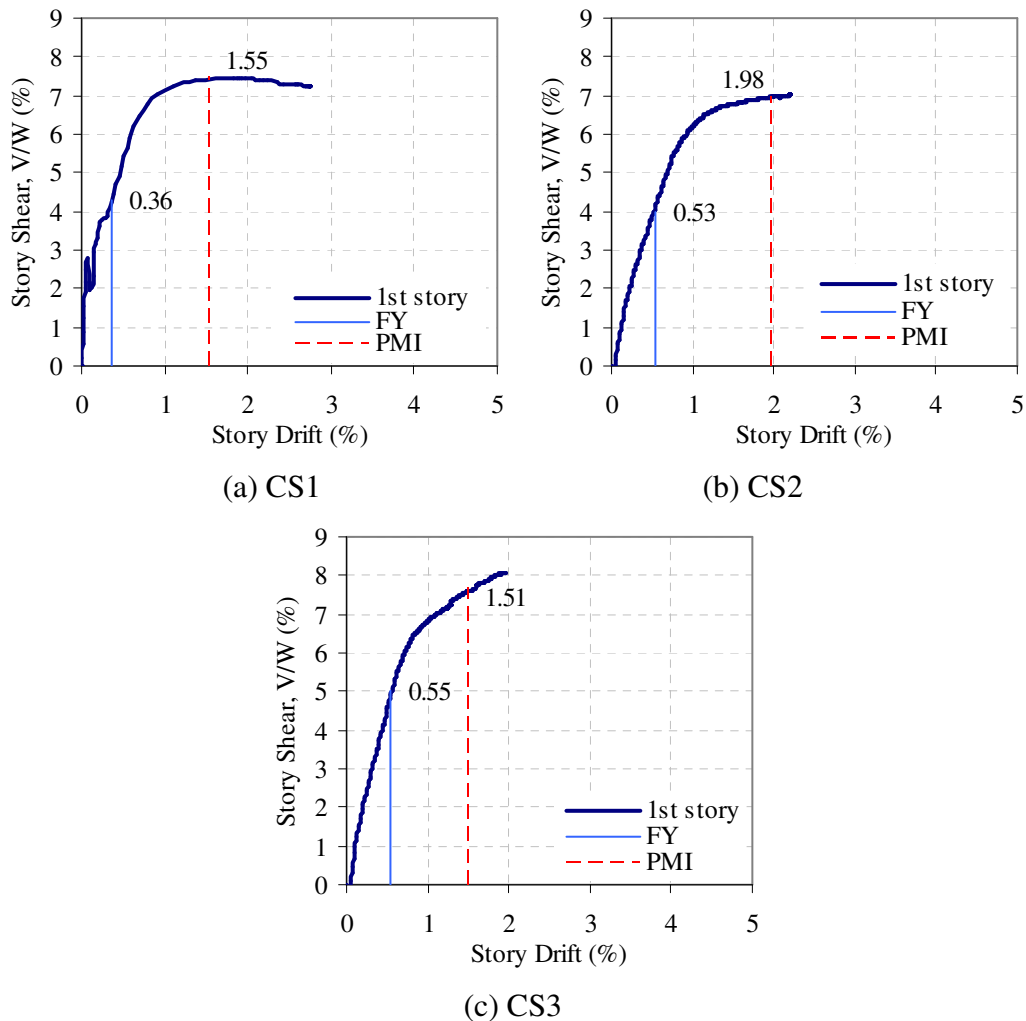 9
8
7
6
5
4
3
2
1
0
Story Shear, V/W (%)
1.55
0.36
1st story
FY
PMI
0 1 2 3 4 5
Story Drift (%)
(a) CS1
9
8
7
6
5
4
3
2
1
0
Story Shear, V/W (%)
1.98
0.53
1st story
FY
PMI
0 1 2 3 4 5
Story Drift (%)
(b) CS2
9
8
7
6
5
4
3
2
1
0
Story Shear, V/W (%)
1.51
0.55
1st story
FY
PMI
0 1 2 3 4 5
Story Drift (%)
(c) CS3